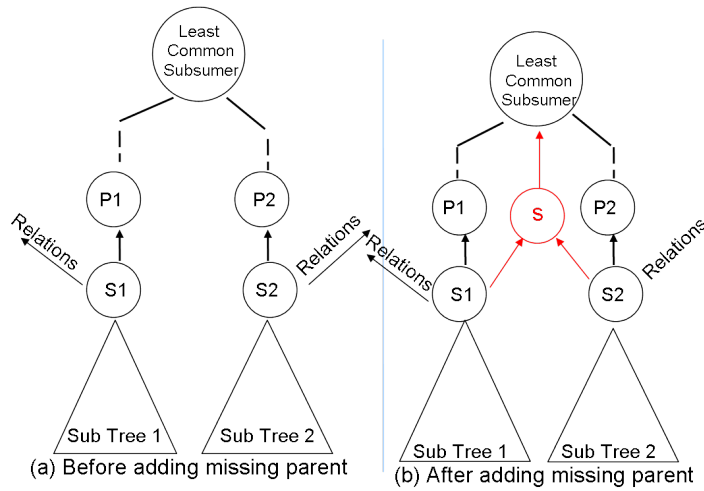 Least
Common
Subsumer
P1
P2
Relations
S1
S2
Relations
Sub Tree 1
Sub Tree 2
(a) Before adding missing parent
Least
Common
Subsumer
P1
S
P2
Relations
S1
S2
Relations
Sub Tree 1
Sub Tree 2
(b) After adding missing parent